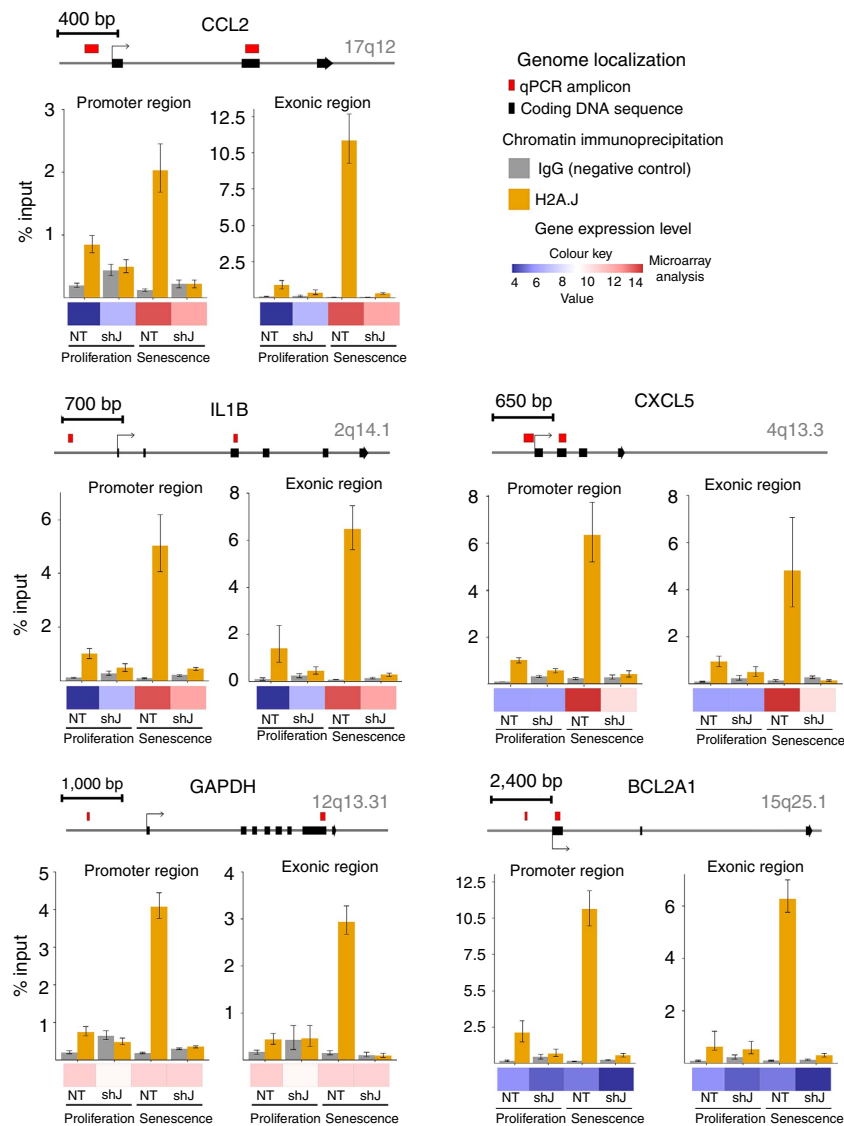 400 bp
CCL2
17q12
Promoter region
Exonic region
% input
3
2
1
12.5
10.0
7.5
5.0
2.5
NT shJ NT shJ
Proliferation Senescence
NT shJ NT shJ
Proliferation Senescence
Genome localization
qPCR amplicon
Coding DNA sequence
Chromatin immunoprecipitation
IgG (negative control)
H2A.J
Gene expression level
Colour key
Microarray analysis
4 6 10 12 14
Value
700 bp
IL1B
2q14.1
Promoter region
Exonic region
% input
6
4
2
8
6
4
2
0
NT shJ NT shJ
Proliferation Senescence
NT shJ NT shJ
Proliferation Senescence
650 bp
CXCL5
4q13.3
Promoter region
Exonic region
8
6
4
2
8
6
4
2
NT shJ NT shJ
Proliferation Senescence
NT shJ NT shJ
Proliferation Senescence
1,000 bp
GAPDH
12q13.31
Promoter region
Exonic region
% input
5
4
3
2
1
4
3
2
1
NT shJ NT shJ
Proliferation Senescence
NT shJ NT shJ
Proliferation Senescence
2,400 bp
BCL2A1
15q25.1
Promoter region
Exonic region
12.5
10.5
7.5
5.5
2.5
6
4
2
NT shJ NT shJ
Proliferation Senescence
NT shJ NT shJ
Proliferation Senescence